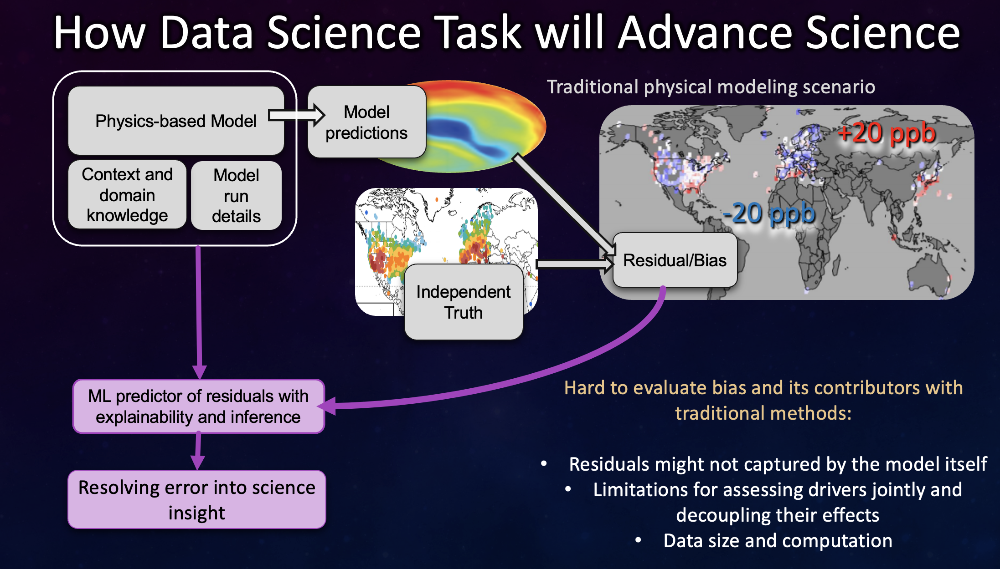 How Data Science Task will Advance Science
Physics-based Model
Context and
domain
knowledge
Model
run
details
Model
predictions
Traditional physical modeling scenario
+20 ppb
-20 ppb
Residual/Bias
Independent
Truth
ML predictor of residuals with
explainability and inference
Resolving error into science
insight
Hard to evaluate bias and its contributors with
traditional methods:
• Residuals might not captured by the model itself
• Limitations for assessing drivers jointly and
decoupling their effects
• Data size and computation